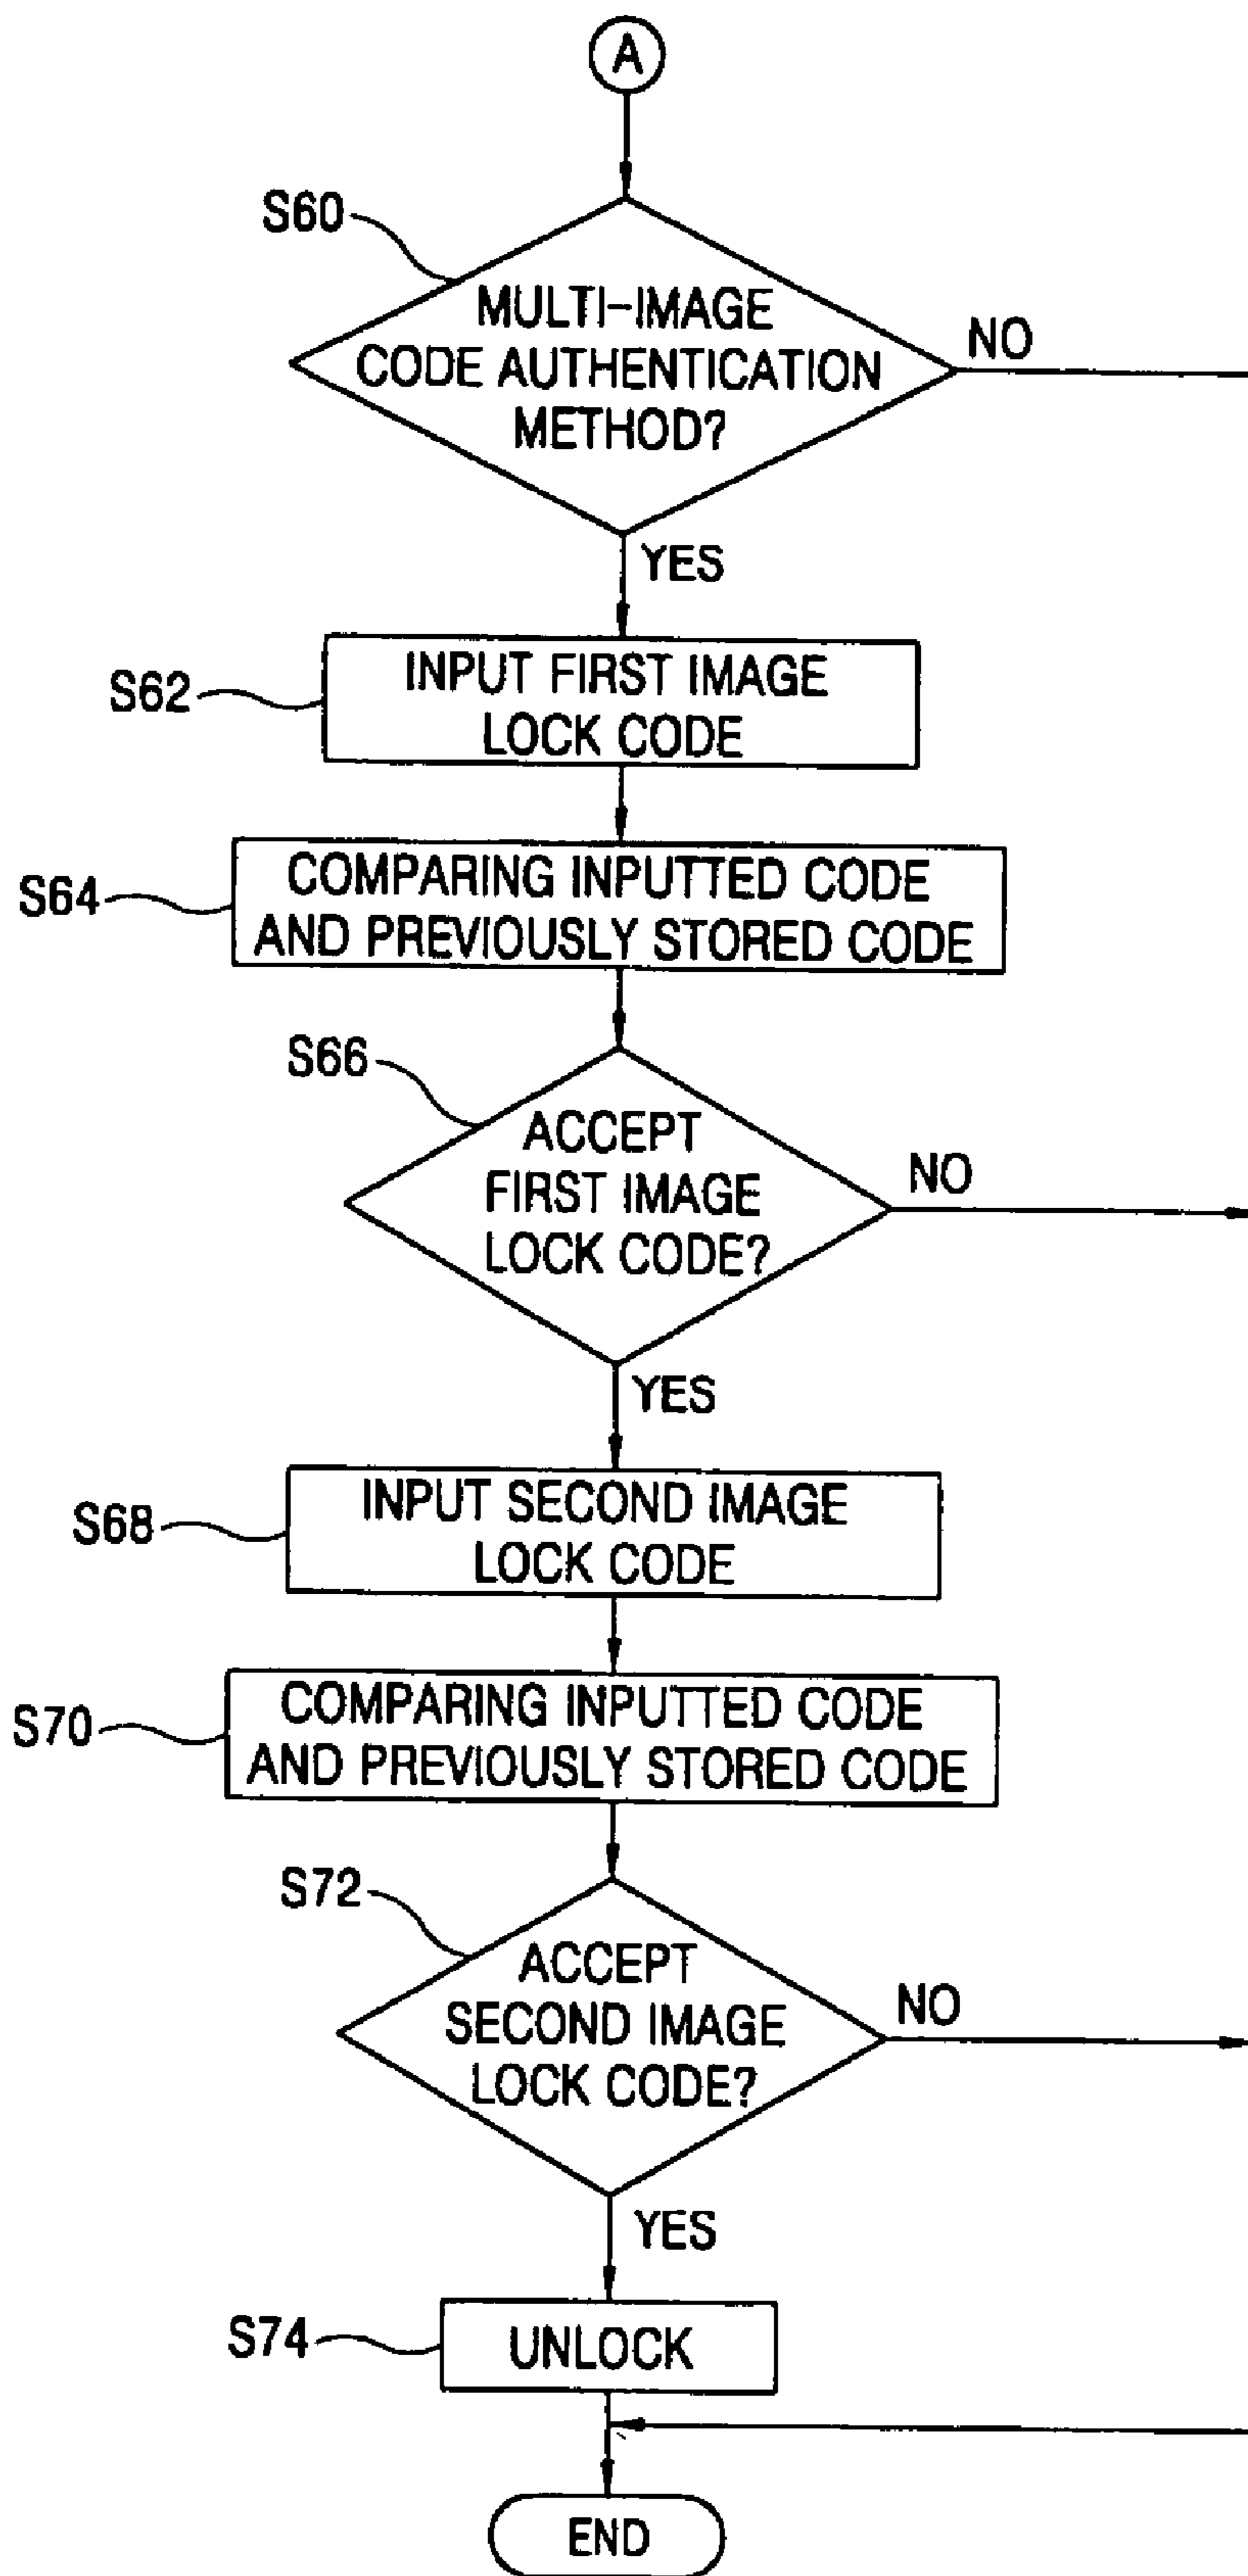 A
S60
MULTI-IMAGE
CODE AUTHENTICATION
METHOD?
NO
YES
S62
INPUT FIRST IMAGE
LOCK CODE
S64
COMPARING INPUTTED CODE
AND PREVIOUSLY STORED CODE
S66
ACCEPT
FIRST IMAGE
LOCK CODE?
NO
YES
S68
INPUT SECOND IMAGE
LOCK CODE
S70
COMPARING INPUTTED CODE
AND PREVIOUSLY STORED CODE
S72
ACCEPT
SECOND IMAGE
LOCK CODE?
NO
YES
S74
UNLOCK
END